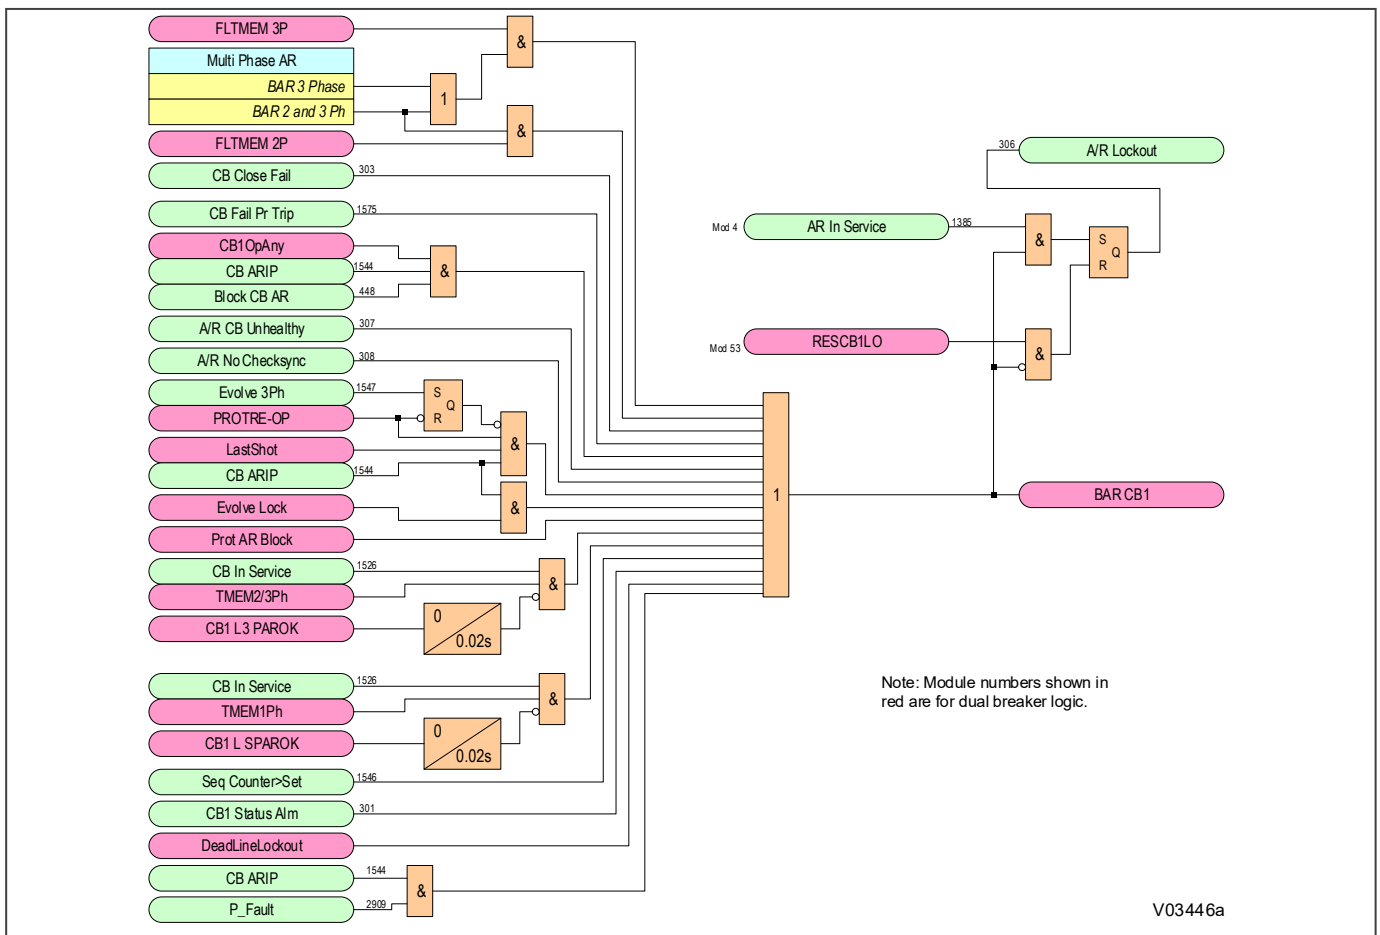 FLTMEM 3P
&
Multi Phase AR
BAR 3 Phase
1
BAR 2 and 3 Ph
&
FLTMEM 2P
306
A/R Lockout
CB Close Fail
303
CB Fail Pr Trip
1575
Mod 4
AR In Service
1385
&
S
Q
R
CB1OpAny
CB ARIP
1544
&
Block CB AR
448
A/R CB Unhealthy
307
Mod 53
RESCB1LO
&
A/R No Checksync
308
Evolve 3Ph
1547
S
Q
R
PROTRE-OP
&
LastShot
CB ARIP
1544
1
BAR CB1
Evolve Lock
&
Prot AR Block
CB In Service
1526
&
TMEM2/3Ph
CB1 L3 PAROK
0
0.02s
CB In Service
1526
&
TMEM1Ph
CB1 L SPAROK
0
0.02s
Note: Module numbers shown in
red are for dual breaker logic.
Seq Counter>Set
1546
CB1 Status Alm
301
DeadLineLockout
CB ARIP
1544
&
P_Fault
2909
V03446a